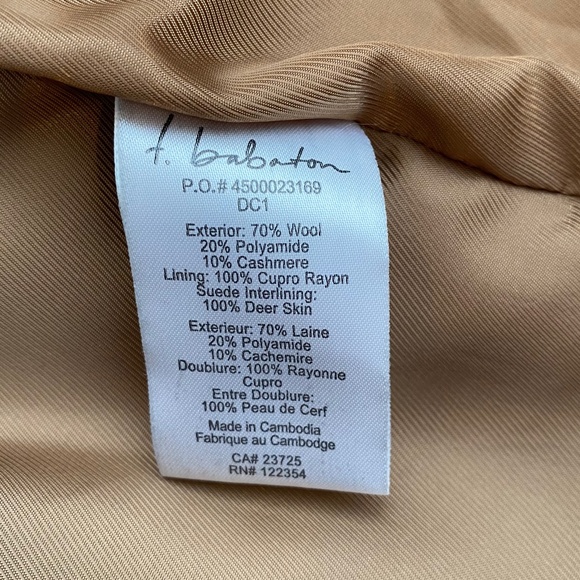 t. babaton
P.O.# 4500023169
DC1
Exterior: 70% Wool
20% Polyamide
10% Cashmere
Lining: 100% Cupro Rayon
Suede Interlining:
100% Deer Skin
Exterieur: 70% Laine
20% Polyamide
10% Cachemire
Doublure: 100% Rayonne
Cupro
Entre Doublure:
100% Peau de Cerf
Made in Cambodia
Fabrique au Cambodge
CA# 23725
RN# 122354